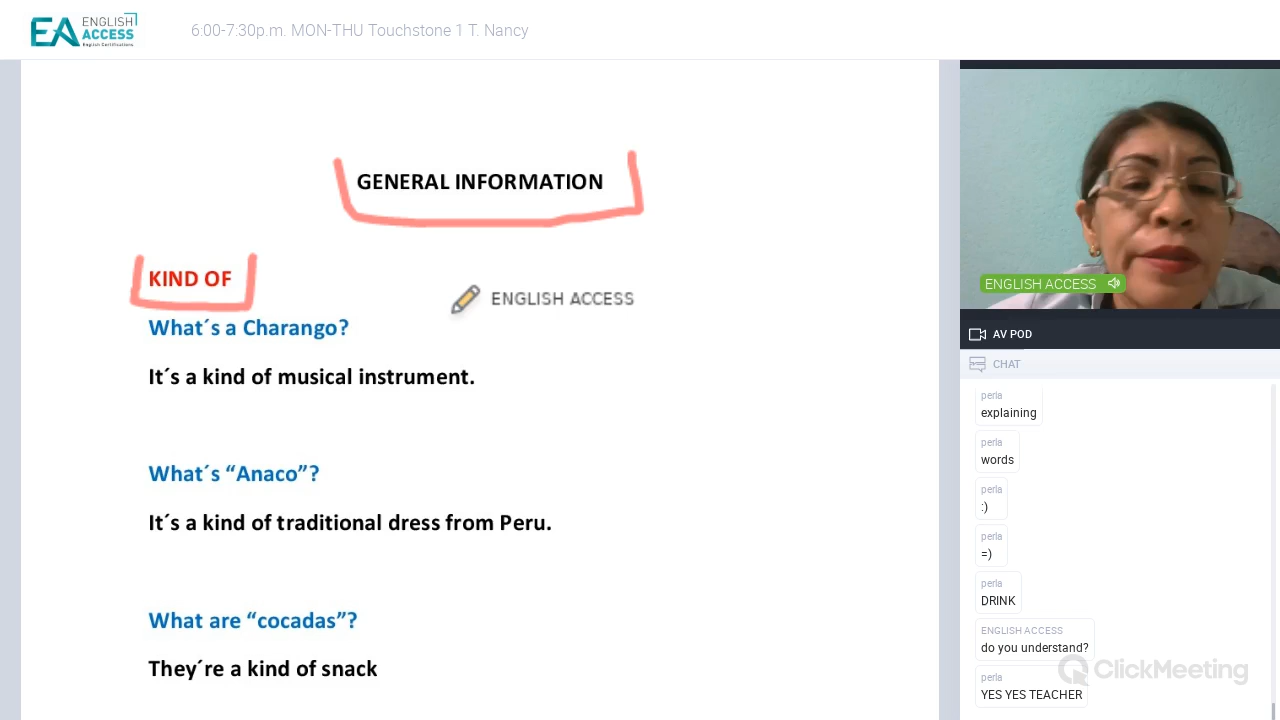 EA ENGLISH ACCESS
English Certifications
6:00-7:30p.m. MON-THU Touchstone 1 T. Nancy
GENERAL INFORMATION
KIND OF
ENGLISH ACCESS
What´s a Charango?
It´s a kind of musical instrument.
What´s “Anaco”?
It´s a kind of traditional dress from Peru.
What are “cocadas”?
They´re a kind of snack
ENGLISH ACCESS
AV POD
CHAT
perla
explaining
perla
words
perla
:)
perla
=)
perla
DRINK
ENGLISH ACCESS
do you understand?
perla
YES YES TEACHER
ClickMeeting